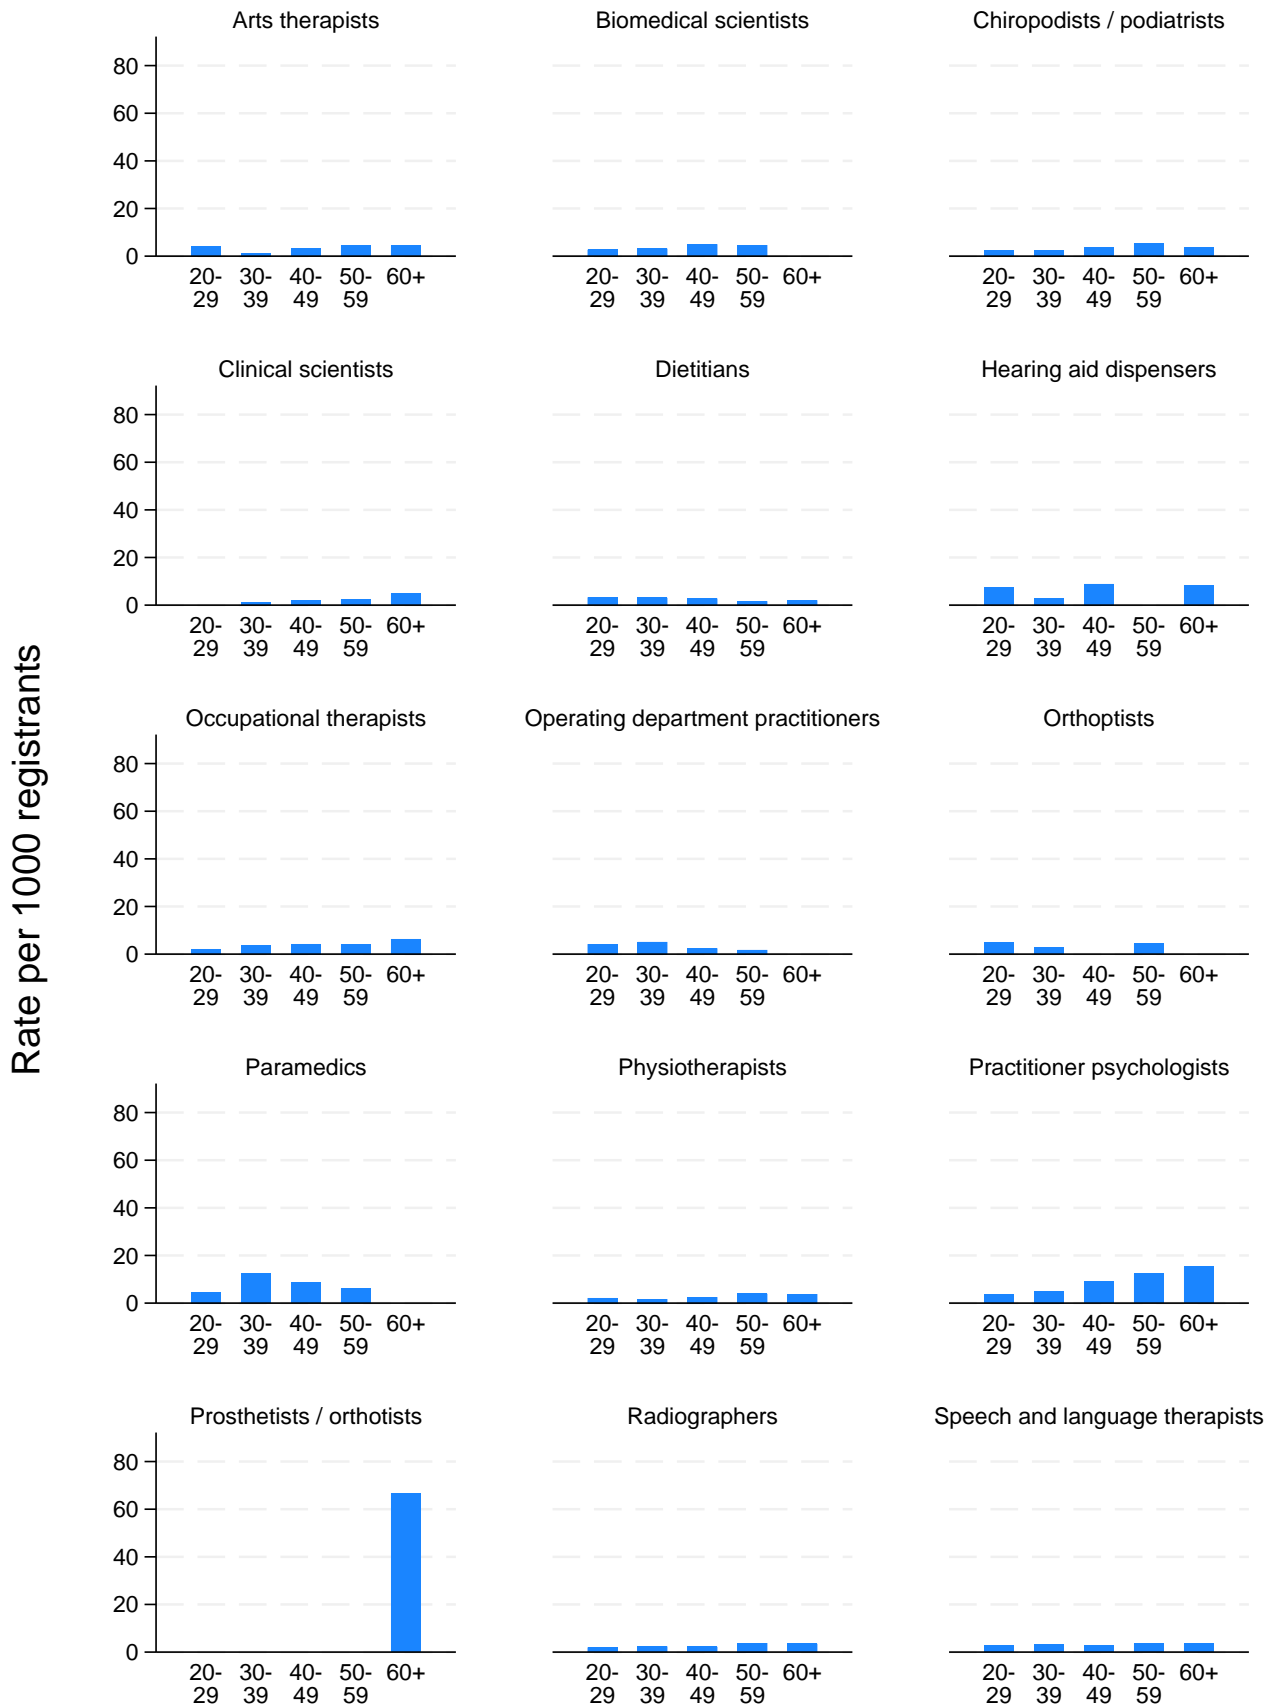 Rate per 1000 registrants
Arts therapists
80
60
40
20
0
20-29 30-39 40-49 50-59 60+
Biomedical scientists
20-29 30-39 40-49 50-59 60+
Chiropodists / podiatrists
20-29 30-39 40-49 50-59 60+
Clinical scientists
80
60
40
20
0
20-29 30-39 40-49 50-59 60+
Dietitians
20-29 30-39 40-49 50-59 60+
Hearing aid dispensers
20-29 30-39 40-49 50-59 60+
Occupational therapists
80
60
40
20
0
20-29 30-39 40-49 50-59 60+
Operating department practitioners
20-29 30-39 40-49 50-59 60+
Orthoptists
20-29 30-39 40-49 50-59 60+
Paramedics
80
60
40
20
0
20-29 30-39 40-49 50-59 60+
Physiotherapists
20-29 30-39 40-49 50-59 60+
Practitioner psychologists
20-29 30-39 40-49 50-59 60+
Prosthetists / orthotists
80
60
40
20
0
20-29 30-39 40-49 50-59 60+
Radiographers
20-29 30-39 40-49 50-59 60+
Speech and language therapists
20-29 30-39 40-49 50-59 60+